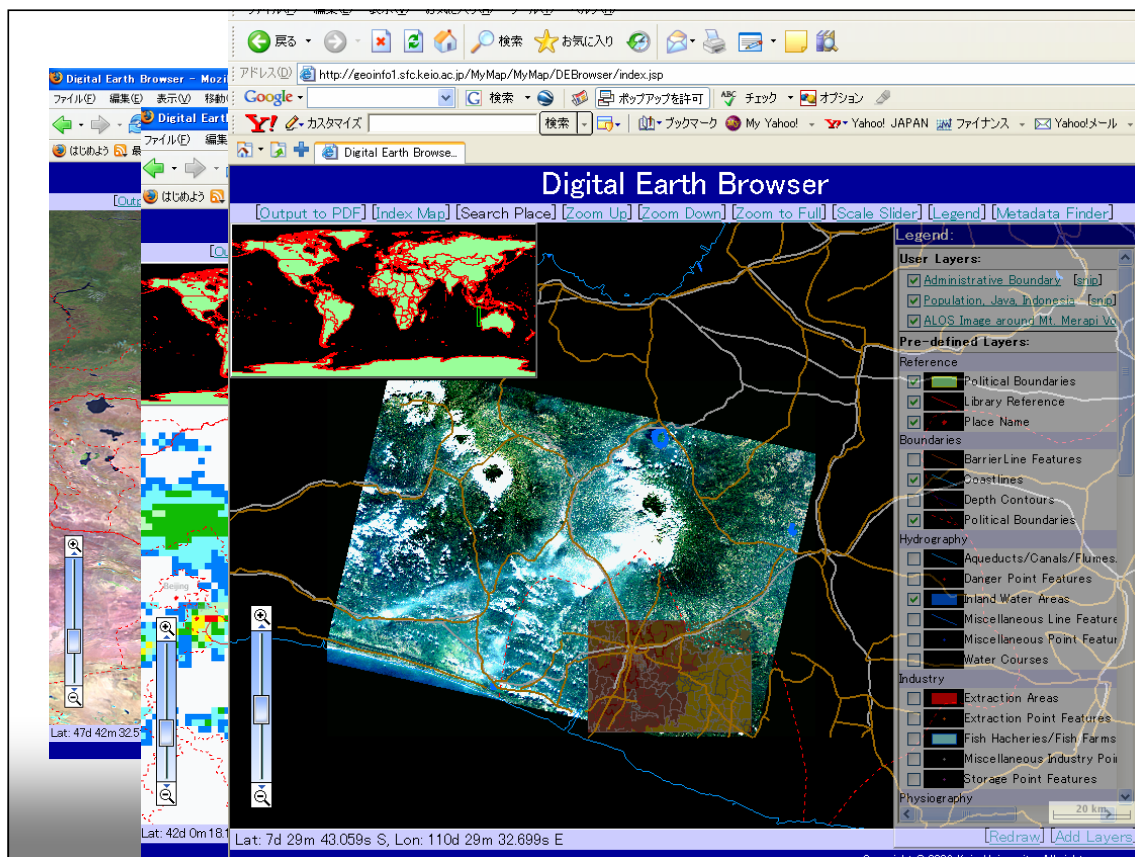 戻る
検索
お気に入り
アドレス(D)
http://geoinfo1.sfc.keio.ac.jp/MyMap/MyMap/DEBrowser/index.jsp
Google
検索
ポップアップを許可
ABC
チェック
オプション
Y!
カスタマイズ
検索
ブックマーク
My Yahoo!
Yahoo! JAPAN
ファイナンス
Yahoo!メール
Digital Earth Browse...
Digital Earth Browser
[Output to PDF] [Index Map] [Search Place] [Zoom Up] [Zoom Down] [Zoom to Full] [Scale Slider] [Legend] [Metadata Finder]
Legend:
User Layers:
Administrative Boundary [snip]
Population, Java, Indonesia [snip]
ALOS Image around Mt. Merapi Vo
Pre-defined Layers:
Reference
Political Boundaries
Library Reference
Place Name
Boundaries
BarrierLine Features
Coastlines
Depth Contours
Political Boundaries
Hydrography
Aqueducts/Canals/Flumes.
Danger Point Features
Inland Water Areas
Miscellaneous Line Feature
Miscellaneous Point Featur
Water Courses
Industry
Extraction Areas
Extraction Point Features
Fish Hacheries/Fish Farms
Miscellaneous Industry Poi
Storage Point Features
Physiography
20 km
[Redraw] [Add Layers]
Lat: 7d 29m 43.059s S, Lon: 110d 29m 32.699s E
Digital Earth Browser - Mozil
ファイル(F) 編集(E) 表示(V) 移動(
はじめよう
[Outp
Lat: 47d 42m 32.5
Digital Eart
ファイル(F) 編集
はじめよう
[Ou
Beijing
Lat: 42d 0m 18.1